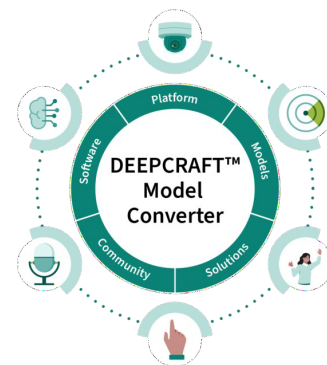 Platform
Software
Models
DEEPCRAFT™
Model
Converter
Community
Solutions